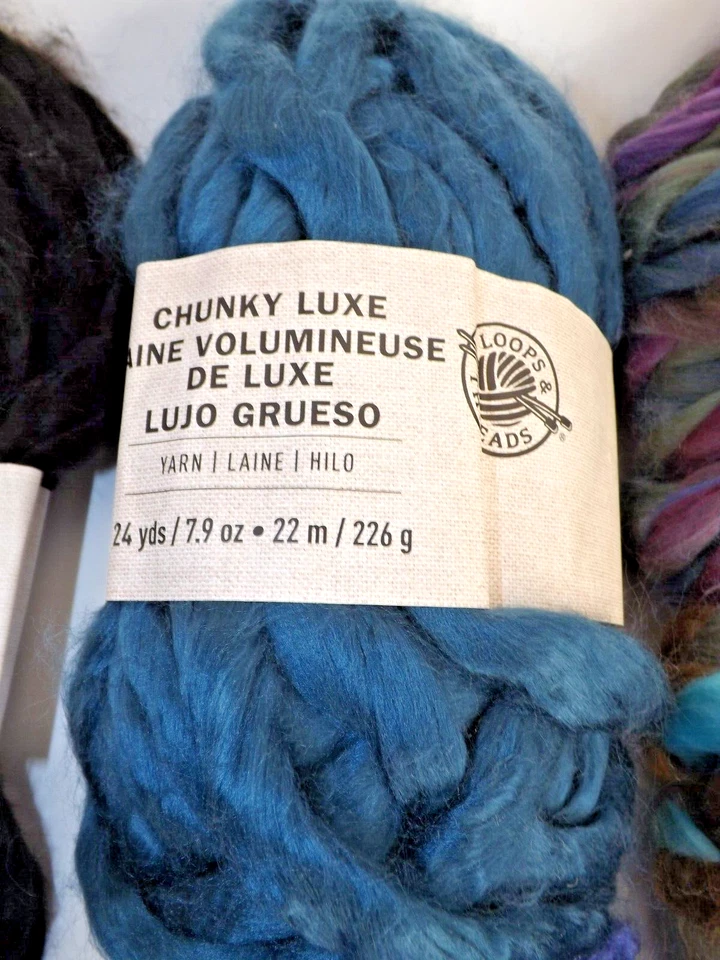 CHUNKY LUXE
AINE VOLUMINEUSE
DE LUXE
LUJO GRUESO
YARN | LAINE | HILO
24 yds / 7.9 oz • 22 m / 226 g
LOOPS &
EADS
®